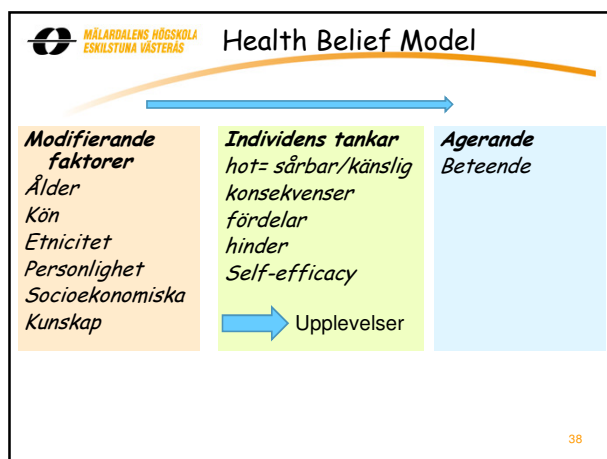 MÄLARDALENS HÖGSKOLA
ESKILSTUNA VÄSTERÅS
Health Belief Model
Modifierande
faktorer
Ålder
Kön
Etnicitet
Personlighet
Socioekonomiska
Kunskap
Individens tankar
hot= sårbar/känslig
konsekvenser
fördelar
hinder
Self-efficacy
Upplevelser
Agerande
Beteende
38